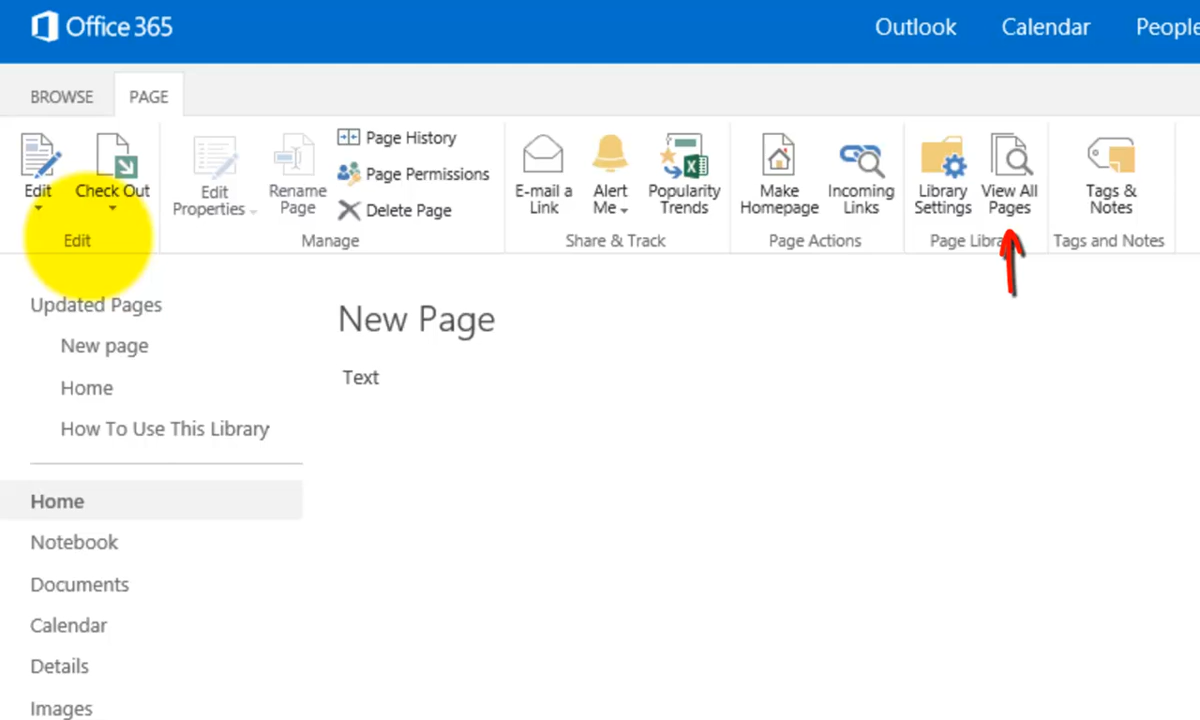 Office 365
Outlook Calendar
BROWSE PAGE
Edit
Check Out
Edit
Edit
Properties
Rename
Page
Page History
Page Permissions
Delete Page
Manage
E-mail a
Link
Alert
Me
Popularity
Trends
Share & Track
Make
Homepage
Incoming
Links
Page Actions
Library
Settings
View All
Pages
Page
Tags &
Notes
Tags and Notes
Updated Pages
New page
Home
How To Use This Library
Home
Notebook
Documents
Calendar
Details
Images
New Page
Text